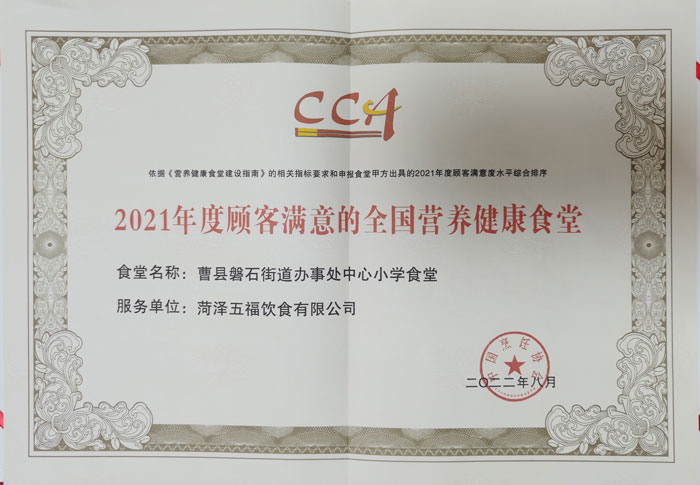 CCA
依据《营养健康食堂建设指南》的相关指标要求和申报食堂甲方出具的2021年度顾客满意度水平综合排序
2021年度顾客满意的全国营养健康食堂
食堂名称：曹县磐石街道办事处中心小学食堂
服务单位：菏泽五福饮食有限公司
中国烹饪协会
二〇二二年八月